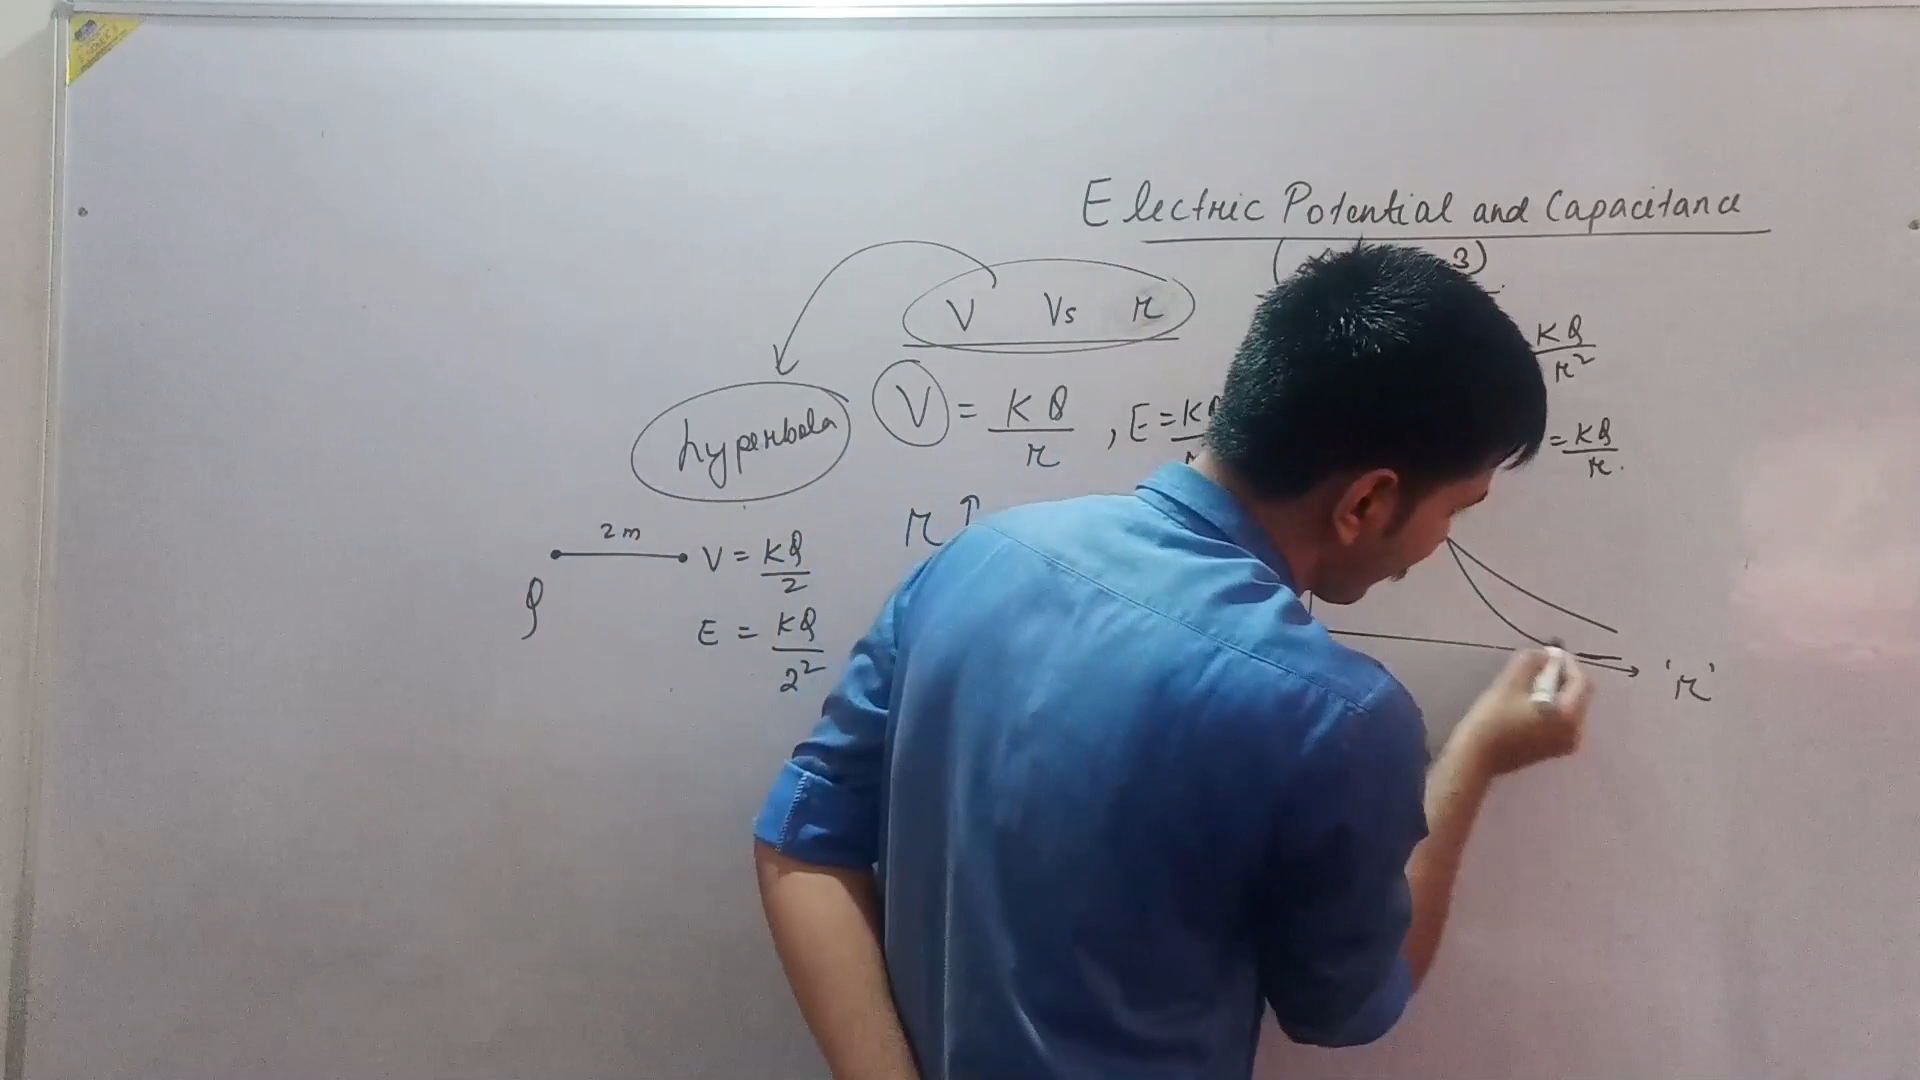 Electric Potential and Capacitance
3)
V Vs r
KQ/r²
hyperbola
V = KQ/r , E = KQ
= KQ/r.
r ↑
2m
Q
V = KQ/2
E = KQ/2²
'r'